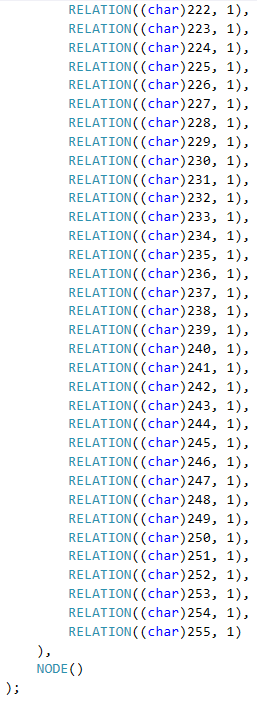 RELATION((char)222, 1),
RELATION((char)223, 1),
RELATION((char)224, 1),
RELATION((char)225, 1),
RELATION((char)226, 1),
RELATION((char)227, 1),
RELATION((char)228, 1),
RELATION((char)229, 1),
RELATION((char)230, 1),
RELATION((char)231, 1),
RELATION((char)232, 1),
RELATION((char)233, 1),
RELATION((char)234, 1),
RELATION((char)235, 1),
RELATION((char)236, 1),
RELATION((char)237, 1),
RELATION((char)238, 1),
RELATION((char)239, 1),
RELATION((char)240, 1),
RELATION((char)241, 1),
RELATION((char)242, 1),
RELATION((char)243, 1),
RELATION((char)244, 1),
RELATION((char)245, 1),
RELATION((char)246, 1),
RELATION((char)247, 1),
RELATION((char)248, 1),
RELATION((char)249, 1),
RELATION((char)250, 1),
RELATION((char)251, 1),
RELATION((char)252, 1),
RELATION((char)253, 1),
RELATION((char)254, 1),
RELATION((char)255, 1)
),
NODE()
);